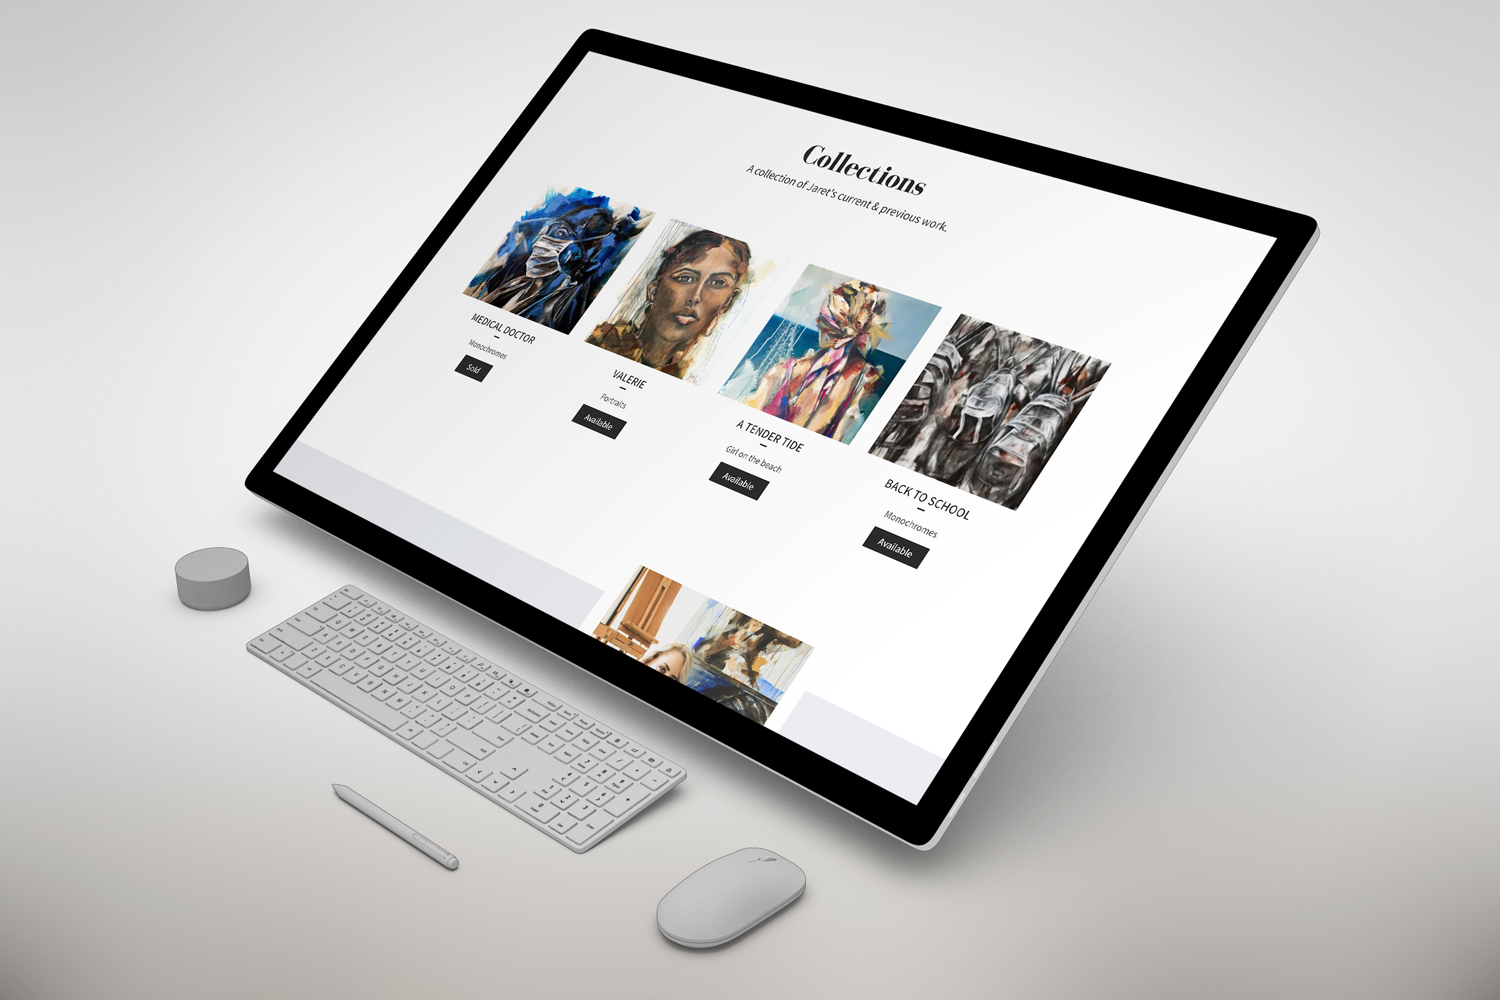 Collections
A collection of Jaret's current & previous work.
MEDICAL DOCTOR
Monochromes
Sold
VALERIE
Portraits
Available
A TENDER TIDE
Girl on the beach
Available
BACK TO SCHOOL
Monochromes
Available